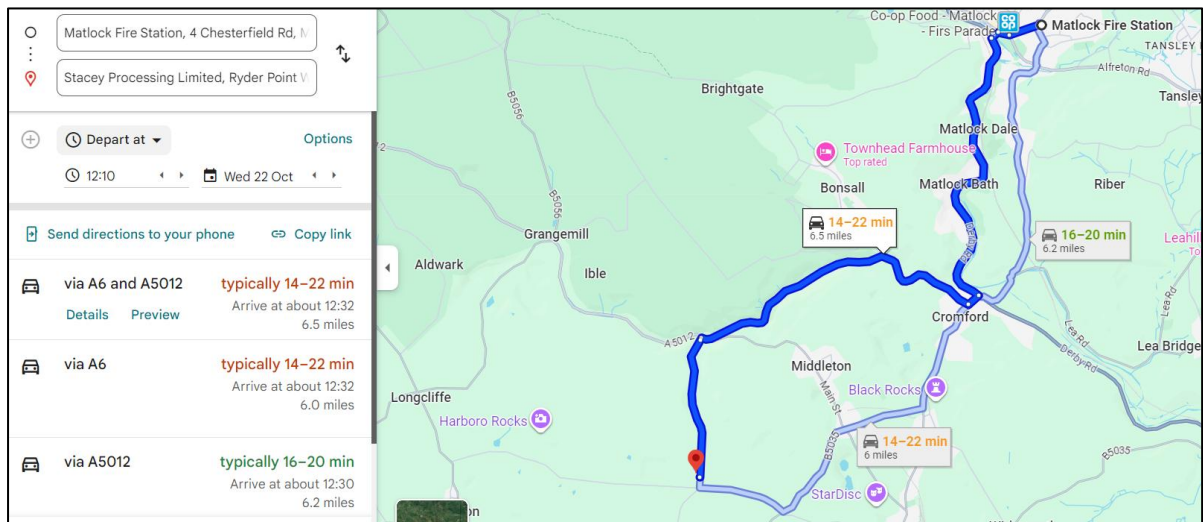 Matlock Fire Station, 4 Chesterfield Rd,
Stacey Processing Limited, Ryder Point
Depart at
Options
12:10
Wed 22 Oct
Send directions to your phone
Copy link
via A6 and A5012
typically 14–22 min
Details
Preview
Arrive at about 12:32
6.5 miles
via A6
typically 14–22 min
Arrive at about 12:32
6.0 miles
via A5012
typically 16–20 min
Arrive at about 12:30
6.2 miles
Co-op Food - Matlock
- Firs Parade
Matlock Fire Station
TANSLEY
Alfreton Rd
Tansley
Brightgate
B5056
Matlock Dale
Townhead Farmhouse
Top rated
Bonsall
Matlock Bath
Riber
B5056
Grangemill
14–22 min
6.5 miles
Derby Rd
16–20 min
6.2 miles
Aldwark
Ible
Cromford
Lea Rd
Lea Rd
Lea Bridge
Derby Rd
A5012
Middleton
Main St
Black Rocks
Longcliffe
Harboro Rocks
14–22 min
6 miles
B5035
B5035
StarDisc